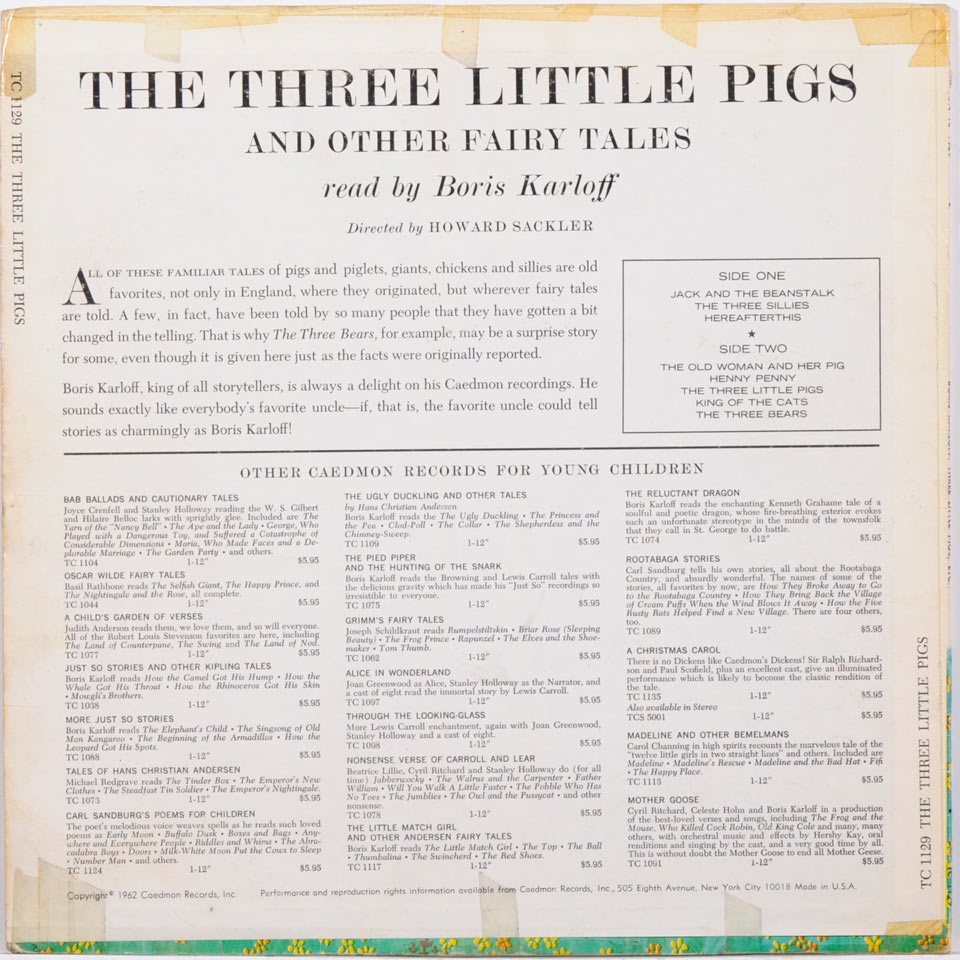 THE THREE LITTLE PIGS
AND OTHER FAIRY TALES
read by Boris Karloff
Directed by HOWARD SACKLER
ALL OF THESE FAMILIAR TALES of pigs and piglets, giants, chickens and sillies are old
favorites, not only in England, where they originated, but wherever fairy tales
are told. A few, in fact, have been told by so many people that they have gotten a bit
changed in the telling. That is why The Three Bears, for example, may be a surprise story
for some, even though it is given here just as the facts were originally reported.
Boris Karloff, king of all storytellers, is always a delight on his Caedmon recordings. He
sounds exactly like everybody's favorite uncle—if, that is, the favorite uncle could tell
stories as charmingly as Boris Karloff!
SIDE ONE
JACK AND THE BEANSTALK
THE THREE SILLIES
HEREAFTERTHIS
★
SIDE TWO
THE OLD WOMAN AND HER PIG
HENNY PENNY
THE THREE LITTLE PIGS
KING OF THE CATS
THE THREE BEARS
OTHER CAEDMON RECORDS FOR YOUNG CHILDREN
BAB BALLADS AND CAUTIONARY TALES
Joyce Grenfell and Stanley Holloway reading the W. S. Gilbert
and Hilaire Belloc larks with sprightly glee. Included are The
Yarn of the "Nancy Bell" • The Ape and the Lady • George, Who
Played with a Dangerous Toy, and Suffered a Catastrophe of
Considerable Dimensions • Maria, Who Made Faces and a De-
plorable Marriage • The Garden Party • and others.
TC 1104 1-12" $5.95
OSCAR WILDE FAIRY TALES
Basil Rathbone reads The Selfish Giant, The Happy Prince, and
The Nightingale and the Rose, all complete.
TC 1044 1-12" $5.95
A CHILD'S GARDEN OF VERSES
Judith Anderson reads them, we love them, and so will everyone.
All of the Robert Louis Stevenson favorites are here, including
The Land of Counterpane, The Swing and The Land of Nod.
TC 1077 1-12" $5.95
JUST SO STORIES AND OTHER KIPLING TALES
Boris Karloff reads How the Camel Got His Hump • How the
Whale Got His Throat • How the Rhinoceros Got His Skin
• Mowgli's Brothers.
TC 1038 1-12" $5.95
MORE JUST SO STORIES
Boris Karloff reads The Elephant's Child • The Singsong of Old
Man Kangaroo • The Beginning of the Armadillos • How the
Leopard Got His Spots.
TC 1088 1-12" $5.95
TALES OF HANS CHRISTIAN ANDERSEN
Michael Redgrave reads The Tinder Box • The Emperor's New
Clothes • The Steadfast Tin Soldier • The Emperor's Nightingale.
TC 1073 1-12" $5.95
CARL SANDBURG'S POEMS FOR CHILDREN
The poet's melodious voice weaves spells as he reads such loved
poems as Early Moon • Buffalo Dusk • Boxes and Bags • Any-
where and Everywhere People • Riddles and Whims • The Abra-
cadabra Boys • Doors • Milk-White Moon Put the Cows to Sleep
• Number Man • and others.
TC 1124 1-12" $5.95
THE UGLY DUCKLING AND OTHER TALES
by Hans Christian Andersen
Boris Karloff reads the The Ugly Duckling • The Princess and
the Pea • Clod-Poll • The Collar • The Shepherdess and the
Chimney-Sweep.
TC 1109 1-12" $5.95
THE PIED PIPER
AND THE HUNTING OF THE SNARK
Boris Karloff reads the Browning and Lewis Carroll tales with
the delicious gravity which has made his "Just So" recordings so
irresistible to everyone.
TC 1075 1-12" $5.95
GRIMM'S FAIRY TALES
Joseph Schildkraut reads Rumpelstiltskin • Briar Rose (Sleeping
Beauty) • The Frog Prince • Rapunzel • The Elves and the Shoe-
maker • Tom Thumb.
TC 1062 1-12" $5.95
ALICE IN WONDERLAND
Joan Greenwood as Alice, Stanley Holloway as the Narrator, and
a cast of eight read the immortal story by Lewis Carroll.
TC 1097 1-12" $5.95
THROUGH THE LOOKING-GLASS
More Lewis Carroll enchantment, again with Joan Greenwood,
Stanley Holloway and a cast of eight.
TC 1098 1-12" $5.95
NONSENSE VERSE OF CARROLL AND LEAR
Beatrice Lillie, Cyril Ritchard and Stanley Holloway do (for all
time) Jabberwocky • The Walrus and the Carpenter • Father
William • Will You Walk A Little Faster • The Pobble Who Has
No Toes • The Jumblies • The Owl and the Pussycat • and other
nonsense.
TC 1078 1-12" $5.95
THE LITTLE MATCH GIRL
AND OTHER ANDERSEN FAIRY TALES
Boris Karloff reads The Little Match Girl • The Top • The Ball
• Thumbalina • The Swineherd • The Red Shoes.
TC 1117 1-12" $5.95
THE RELUCTANT DRAGON
Boris Karloff reads the enchanting Kenneth Grahame tale of a
soulful and poetic dragon, whose fire-breathing exterior evokes
such an unfortunate stereotype in the minds of the townsfolk
that they call in St. George to do battle.
TC 1074 1-12" $5.95
ROOTABAGA STORIES
Carl Sandburg tells his own stories, all about the Rootabaga
Country, and absurdly wonderful. The names of some of the
stories, all favorites by now, are How They Broke Away to Go
to the Rootabaga Country • How They Bring Back the Village
of Cream Puffs When the Wind Blows It Away • How the Five
Rusty Rats Helped Find a New Village. There are four others,
too.
TC 1089 1-12" $5.95
A CHRISTMAS CAROL
There is no Dickens like Caedmon's Dickens! Sir Ralph Richard-
son and Paul Scofield, plus an excellent cast, give an illuminated
performance which is likely to become the classic rendition of
the tale.
TC 1135 1-12" $5.95
Also available in Stereo
TCS 5001 1-12" $5.95
MADELINE AND OTHER BEMELMANS
Carol Channing in high spirits recounts the marvelous tale of the
"twelve little girls in two straight lines" and others. Included are
Madeline • Madeline's Rescue • Madeline and the Bad Hat • Fifi
• The Happy Place.
TC 1113 1-12" $5.95
MOTHER GOOSE
Cyril Ritchard, Celeste Holm and Boris Karloff in a production
of the best-loved verses and songs, including The Frog and the
Mouse, Who Killed Cock Robin, Old King Cole and many, many
others, with orchestral music and effects by Hershy Kay, oral
renditions and singing by the cast, and a very good time by all.
This is without doubt the Mother Goose to end all Mother Goose.
TC 1091 1-12" $5.95
Copyright © 1962 Caedmon Records, Inc. Performance and reproduction rights information available from Caedmon Records, Inc., 505 Eighth Avenue, New York City 10018 Made in U.S.A.
TC 1129 THE THREE LITTLE PIGS
TC 1129 THE THREE LITTLE PIGS